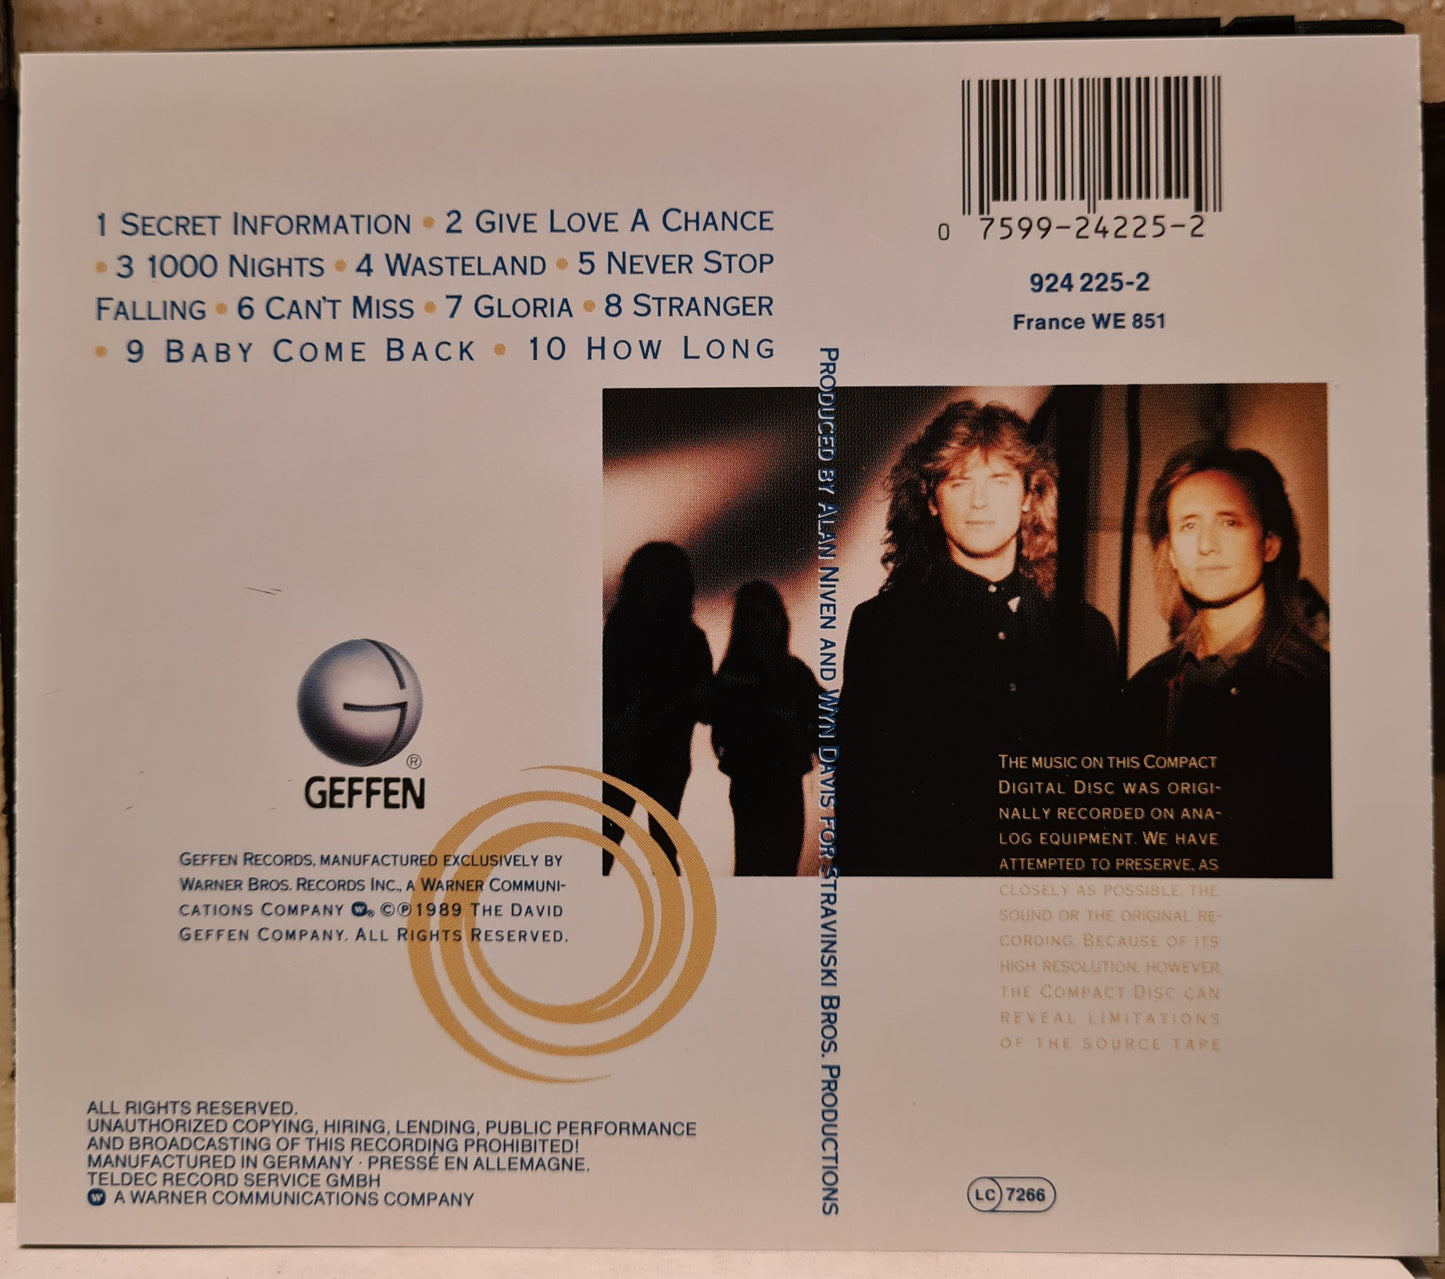 1 SECRET INFORMATION • 2 GIVE LOVE A CHANCE
• 3 1000 NIGHTS • 4 WASTELAND • 5 NEVER STOP
FALLING • 6 CAN'T MISS • 7 GLORIA • 8 STRANGER
• 9 BABY COME BACK • 10 HOW LONG
0 7599-24225-2
924 225-2
France WE 851
PRODUCED BY ALAN NIVEN AND WYN DAVIS FOR STRAVINSKI BROS. PRODUCTIONS
®
GEFFEN
GEFFEN RECORDS, MANUFACTURED EXCLUSIVELY BY
WARNER BROS. RECORDS INC., A WARNER COMMUNI-
CATIONS COMPANY W® ©℗1989 THE DAVID
GEFFEN COMPANY. ALL RIGHTS RESERVED.
THE MUSIC ON THIS COMPACT
DIGITAL DISC WAS ORIGI-
NALLY RECORDED ON ANA-
LOG EQUIPMENT. WE HAVE
ATTEMPTED TO PRESERVE, AS
CLOSELY AS POSSIBLE, THE
SOUND OR THE ORIGINAL RE-
CORDING. BECAUSE OF ITS
HIGH RESOLUTION, HOWEVER,
THE COMPACT DISC CAN
REVEAL LIMITATIONS
OF THE SOURCE TAPE
ALL RIGHTS RESERVED.
UNAUTHORIZED COPYING, HIRING, LENDING, PUBLIC PERFORMANCE
AND BROADCASTING OF THIS RECORDING PROHIBITED!
MANUFACTURED IN GERMANY · PRESSÉ EN ALLEMAGNE.
TELDEC RECORD SERVICE GMBH
W A WARNER COMMUNICATIONS COMPANY
LC 7266